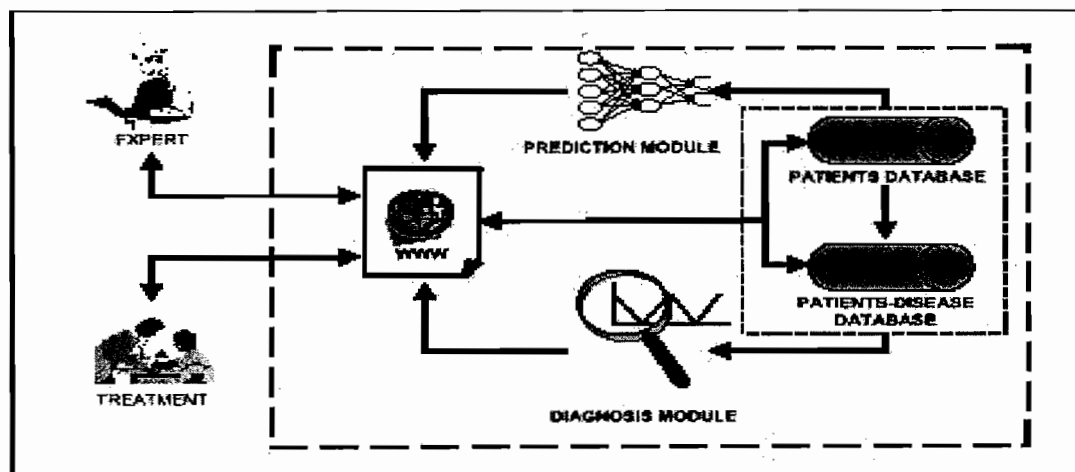 EXPERT
PREDICTION MODULE
PATIENTS DATABASE
WWW
PATIENTS-DISEASE
DATABASE
TREATMENT
DIAGNOSIS MODULE